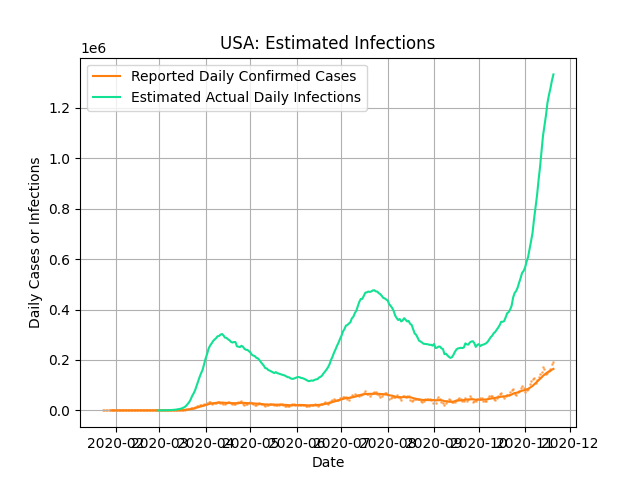 USA: Estimated Infections
1e6
Reported Daily Confirmed Cases
Estimated Actual Daily Infections
1.2
1.0
0.8
0.6
0.4
0.2
0.0
Daily Cases or Infections
2020-02 2020-03 2020-04 2020-05 2020-06 2020-07 2020-08 2020-09 2020-10 2020-11 2020-12
Date